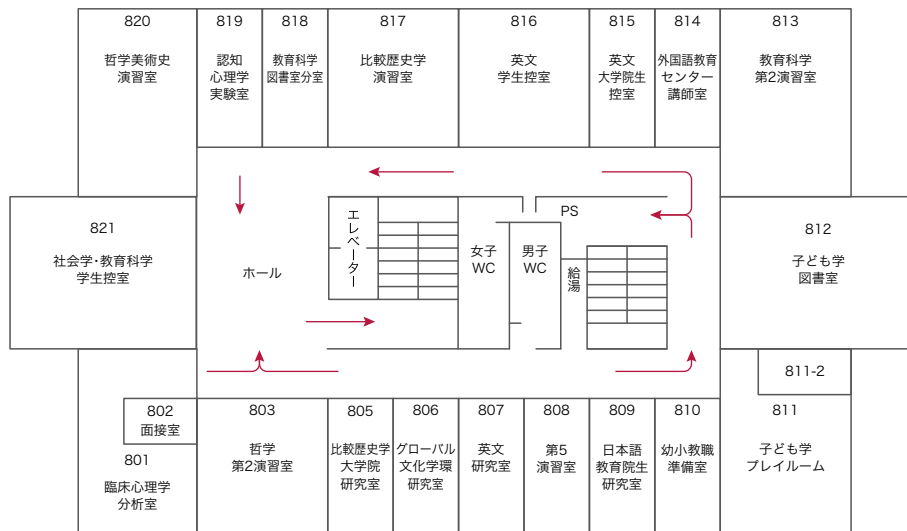 820
哲学美術史
演習室
819
認知
心理学
実験室
818
教育科学
図書室分室
817
比較歴史学
演習室
816
英文
学生控室
815
英文
大学院生
控室
814
外国語教育
センター
講師室
813
教育科学
第2演習室
821
社会学・教育科学
学生控室
ホール
エレベーター
女子
WC
男子
WC
PS
給湯
812
子ども学
図書室
811-2
811
子ども学
プレイルーム
802
面接室
801
臨床心理学
分析室
803
哲学
第2演習室
805
比較歴史学
大学院
研究室
806
グローバル
文化学環
研究室
807
英文
研究室
808
第5
演習室
809
日本語
教育院生
研究室
810
幼小教職
準備室